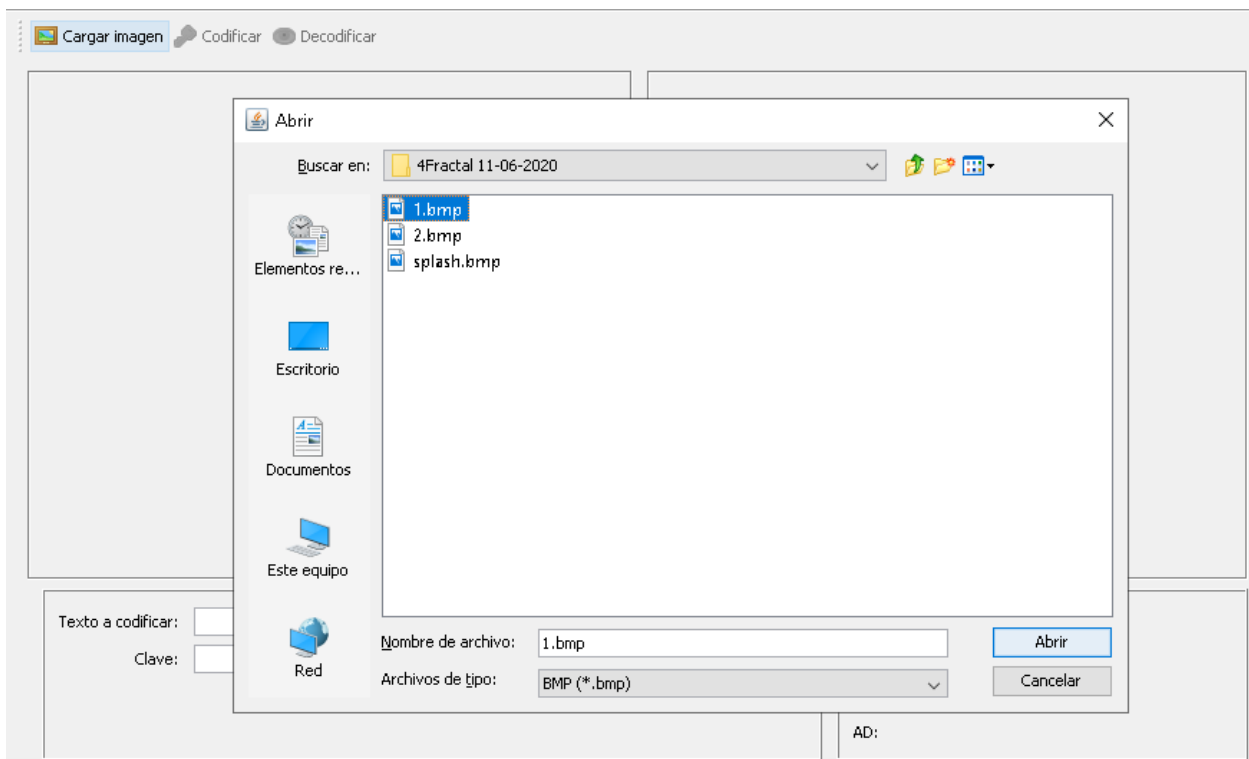 Cargar imagen Codificar Decodificar
Abrir
Buscar en: 4Fractal 11-06-2020
1.bmp
2.bmp
splash.bmp
Elementos re...
Escritorio
Documentos
Este equipo
Red
Texto a codificar:
Clave:
Nombre de archivo: 1.bmp Abrir
Archivos de tipo: BMP (*.bmp) Cancelar
AD: